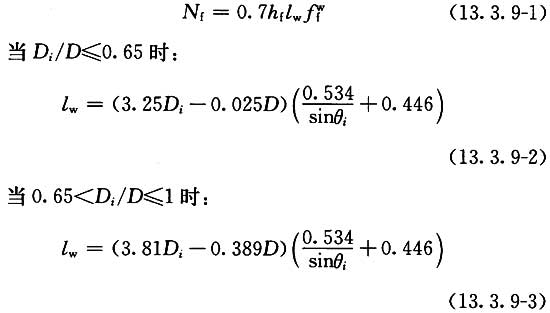 N_f = 0.7h_f l_w f_f^w (13.3.9-1)
当 D_i/D≤0.65 时：
l_w = (3.25D_i − 0.025D)(0.534/sinθ_i + 0.446)
(13.3.9-2)
当 0.65<D_i/D≤1 时：
l_w = (3.81D_i − 0.389D)(0.534/sinθ_i + 0.446)
(13.3.9-3)